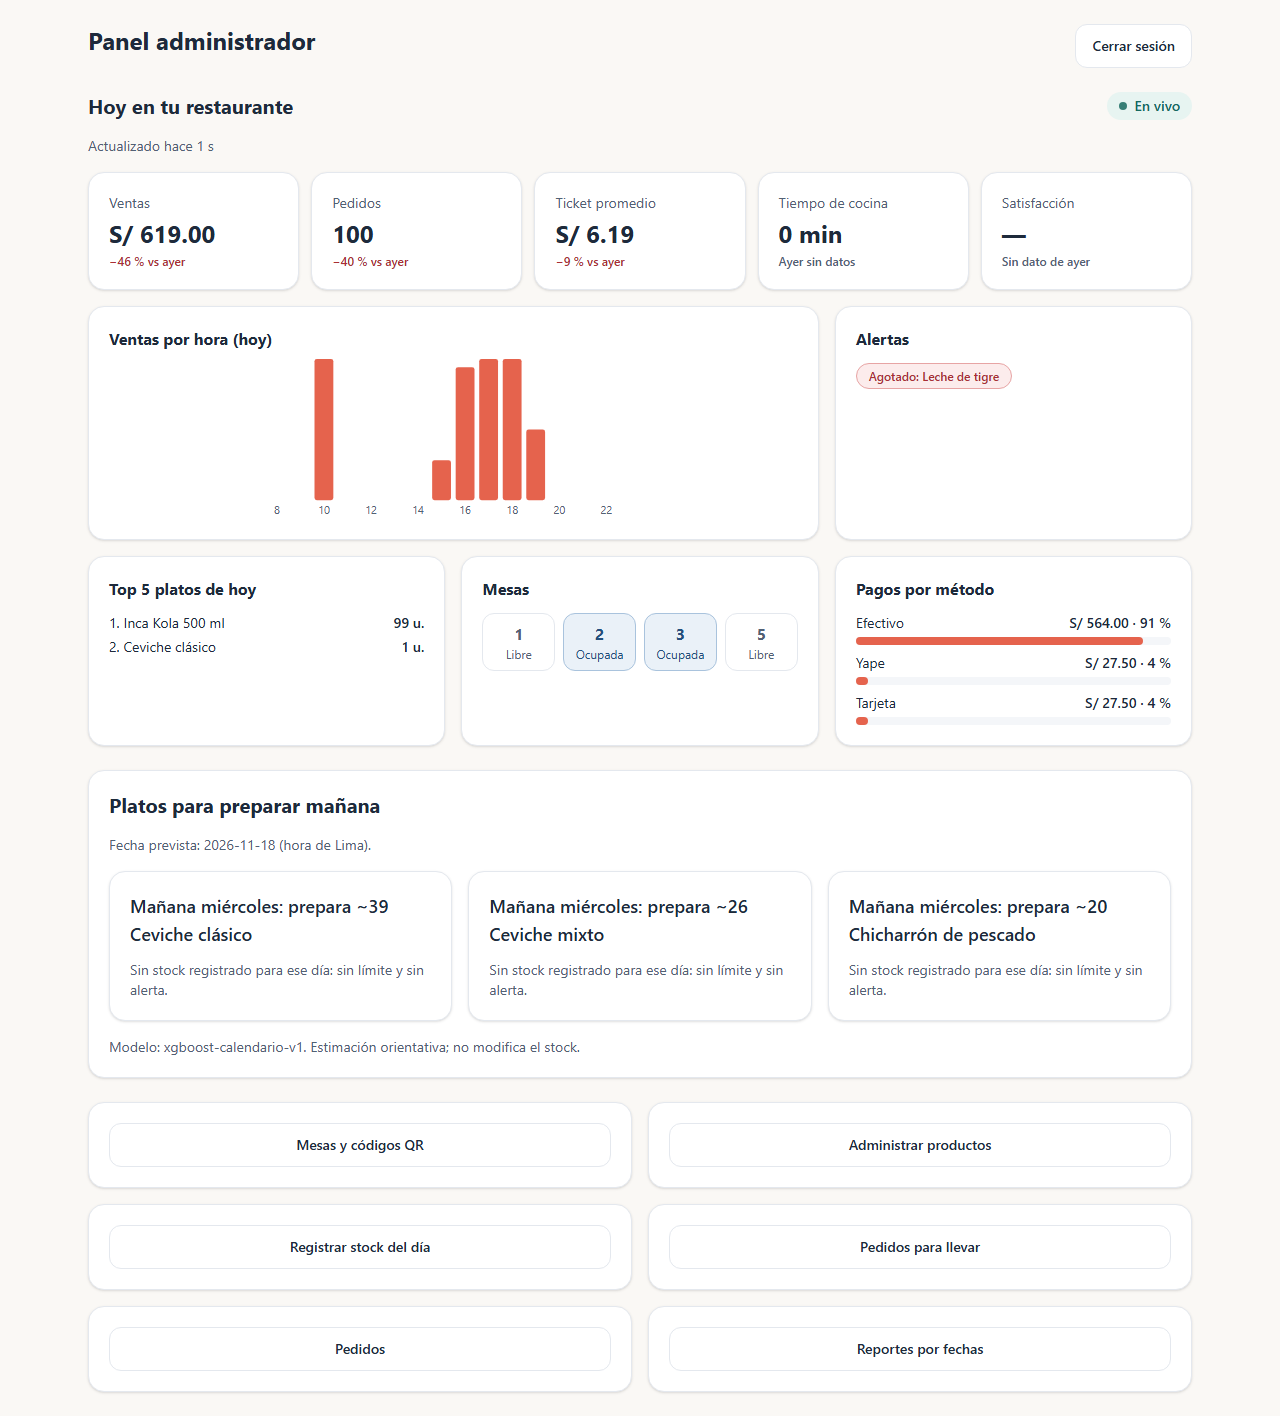 Panel administrador
Cerrar sesión
Hoy en tu restaurante
En vivo
Actualizado hace 1 s
Ventas
S/ 619.00
−46 % vs ayer
Pedidos
100
−40 % vs ayer
Ticket promedio
S/ 6.19
−9 % vs ayer
Tiempo de cocina
0 min
Ayer sin datos
Satisfacción
—
Sin dato de ayer
Ventas por hora (hoy)
8 10 12 14 16 18 20 22
Alertas
Agotado: Leche de tigre
Top 5 platos de hoy
1. Inca Kola 500 ml 99 u.
2. Ceviche clásico 1 u.
Mesas
1
Libre
2
Ocupada
3
Ocupada
5
Libre
Pagos por método
Efectivo S/ 564.00 · 91 %
Yape S/ 27.50 · 4 %
Tarjeta S/ 27.50 · 4 %
Platos para preparar mañana
Fecha prevista: 2026-11-18 (hora de Lima).
Mañana miércoles: prepara ~39
Ceviche clásico
Sin stock registrado para ese día: sin límite y sin
alerta.
Mañana miércoles: prepara ~26
Ceviche mixto
Sin stock registrado para ese día: sin límite y sin
alerta.
Mañana miércoles: prepara ~20
Chicharrón de pescado
Sin stock registrado para ese día: sin límite y sin
alerta.
Modelo: xgboost-calendario-v1. Estimación orientativa; no modifica el stock.
Mesas y códigos QR
Administrar productos
Registrar stock del día
Pedidos para llevar
Pedidos
Reportes por fechas